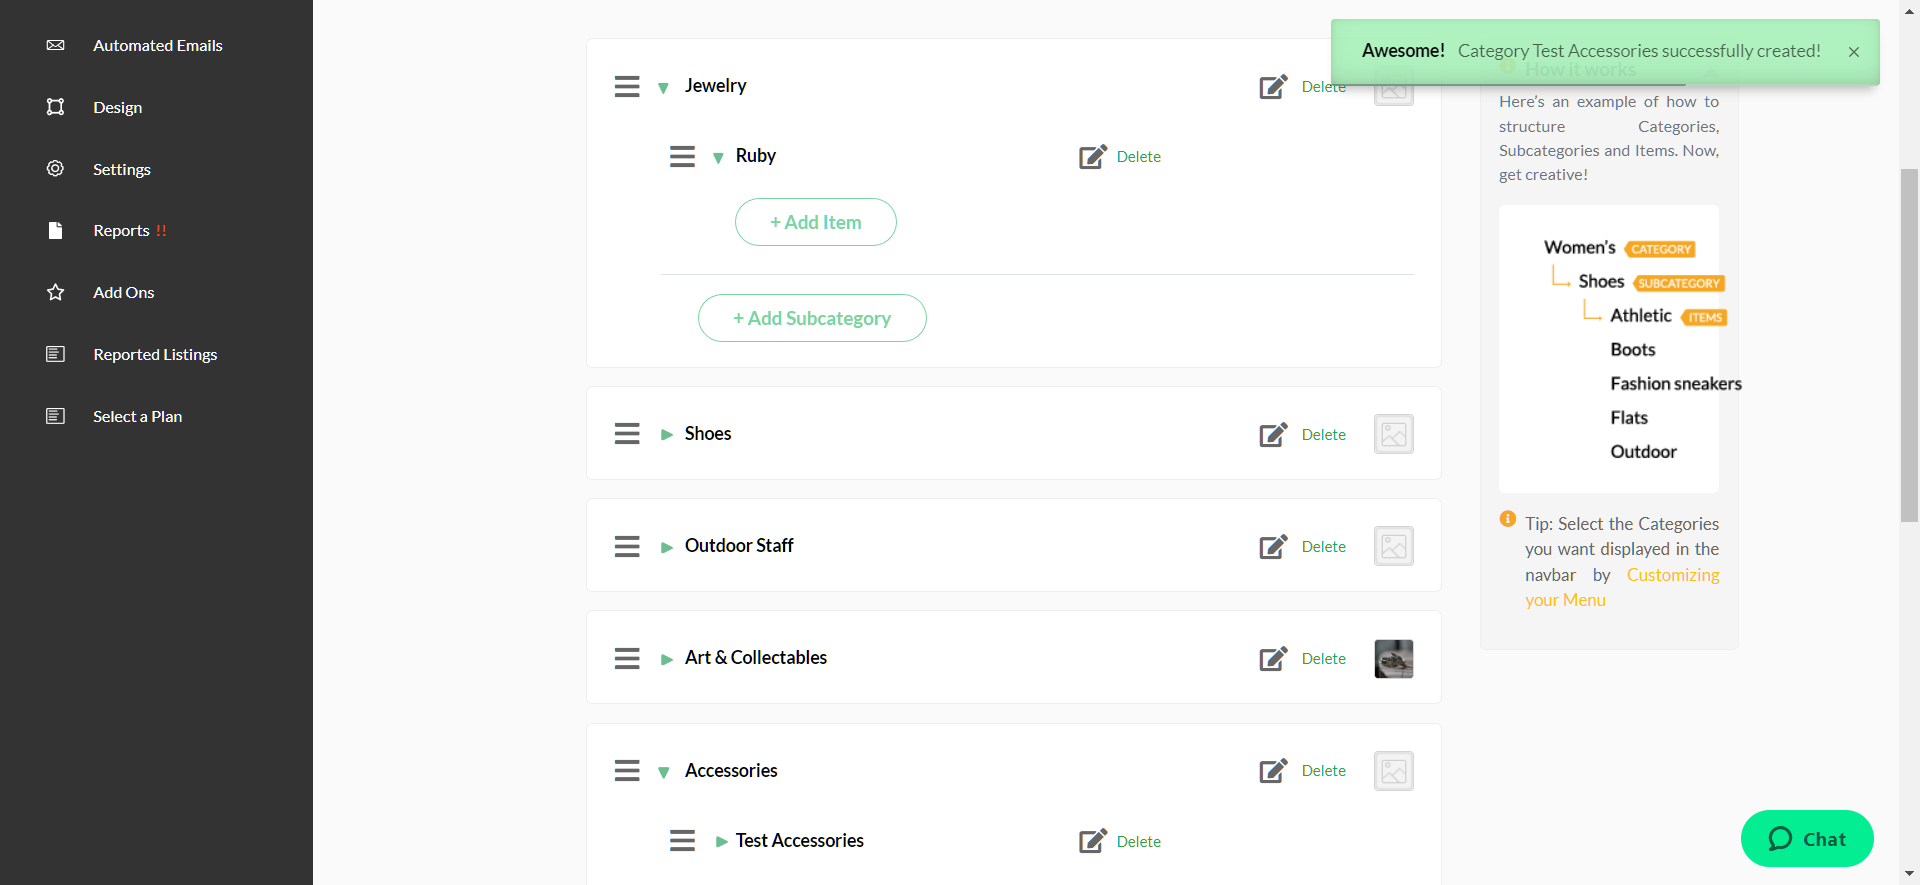 Automated Emails
Design
Settings
Reports !!
Add Ons
Reported Listings
Select a Plan
Awesome! Category Test Accessories successfully created! ×
Jewelry Delete
Ruby Delete
+ Add Item
+ Add Subcategory
Shoes Delete
Outdoor Staff Delete
Art & Collectables Delete
Accessories Delete
Test Accessories Delete
How it works
Here's an example of how to
structure Categories,
Subcategories and Items. Now,
get creative!
Women's CATEGORY
Shoes SUBCATEGORY
Athletic ITEMS
Boots
Fashion sneakers
Flats
Outdoor
Tip: Select the Categories
you want displayed in the
navbar by Customizing
your Menu
Chat